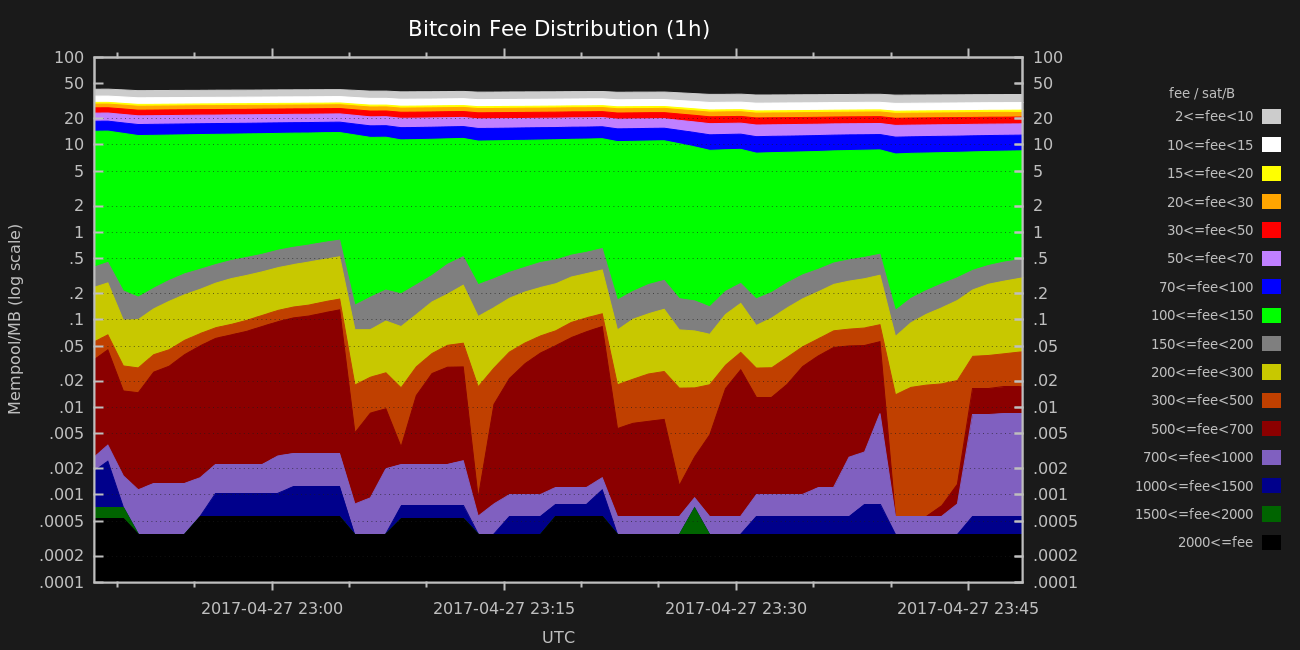 Bitcoin Fee Distribution (1h)
100 100
50 50
20 20
10 10
5 5
2 2
1 1
.5 .5
.2 .2
.1 .1
.05 .05
.02 .02
.01 .01
.005 .005
.002 .002
.001 .001
.0005 .0005
.0002 .0002
.0001 .0001
Mempool/MB (log scale)
2017-04-27 23:00 2017-04-27 23:15 2017-04-27 23:30 2017-04-27 23:45
UTC
fee / sat/B
2<=fee<10
10<=fee<15
15<=fee<20
20<=fee<30
30<=fee<50
50<=fee<70
70<=fee<100
100<=fee<150
150<=fee<200
200<=fee<300
300<=fee<500
500<=fee<700
700<=fee<1000
1000<=fee<1500
1500<=fee<2000
2000<=fee